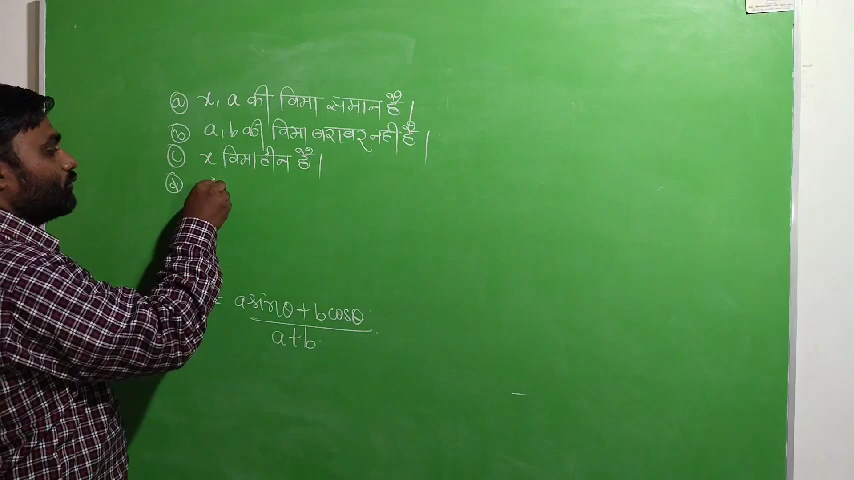 (a) x, a की विमा समान है।
(b) a, b की विमा बराबर नही है।
(c) x विमाहीन है।
(d)
= a sinθ + b cosθ
a+b